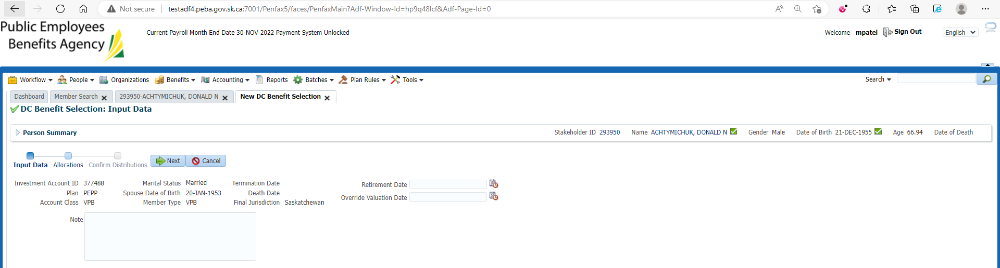 Not secure testadf4.peba.gov.sk.ca:7001/Penfax5/faces/PenfaxMain?Adf-Window-Id=hp9q48lcf&Adf-Page-Id=0
Public Employees
Benefits Agency
Current Payroll Month End Date 30-NOV-2022 Payment System Unlocked
Welcome mpatel Sign Out English
Workflow People Organizations Benefits Accounting Reports Batches Plan Rules Tools Search
Dashboard Member Search 293950-ACHTYMICHUK, DONALD N New DC Benefit Selection
DC Benefit Selection: Input Data
Person Summary Stakeholder ID 293950 Name ACHTYMICHUK, DONALD N Gender Male Date of Birth 21-DEC-1955 Age 66.94 Date of Death
Input Data Allocations Confirm Distributions Next Cancel
Investment Account ID 377488 Marital Status Married Termination Date Retirement Date
Plan PEPP Spouse Date of Birth 20-JAN-1953 Death Date Override Valuation Date
Account Class VPB Member Type VPB Final Jurisdiction Saskatchewan
Note